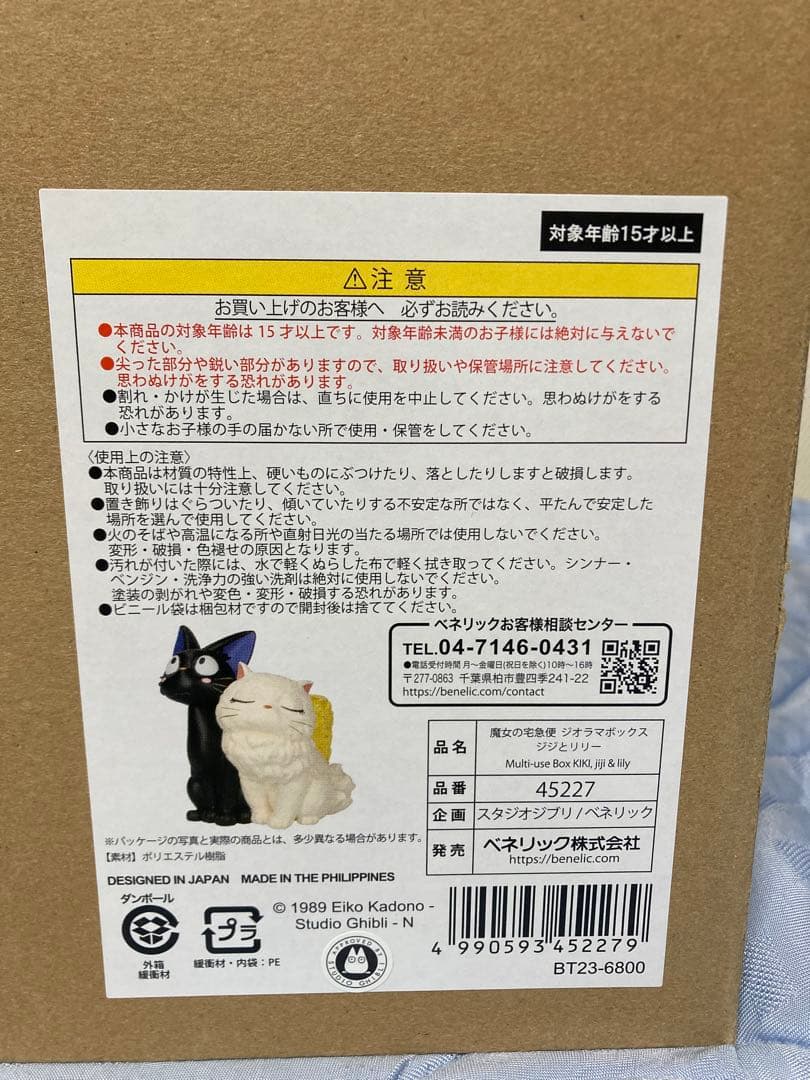 対象年齢15才以上
⚠注 意
お買い上げのお客様へ 必ずお読みください。
●本商品の対象年齢は15才以上です。対象年齢未満のお子様には絶対に与えないで
ください。
●尖った部分や鋭い部分がありますので、取り扱いや保管場所に注意してください。
思わぬけがをする恐れがあります。
●割れ・かけが生じた場合は、直ちに使用を中止してください。思わぬけがをする
恐れがあります。
●小さなお子様の手の届かない所で使用・保管をしてください。
〈使用上の注意〉
●本商品は材質の特性上、硬いものにぶつけたり、落としたりしますと破損します。
取り扱いには十分注意してください。
●置き飾りはぐらついたり、傾いていたりする不安定な所ではなく、平たんで安定した
場所を選んで使用してください。
●火のそばや高温になる所や直射日光の当たる場所では使用しないでください。
変形・破損・色褪せの原因となります。
●汚れが付いた際には、水で軽くぬらした布で軽く拭き取ってください。シンナー・
ベンジン・洗浄力の強い洗剤は絶対に使用しないでください。
塗装の剥がれや変色・変形・破損する恐れがあります。
●ビニール袋は梱包材ですので開封後は捨ててください。
ベネリックお客様相談センター
TEL.04-7146-0431
●電話受付時間 月〜金曜日(祝日を除く)10時〜16時
〒277-0863 千葉県柏市豊四季241-22
https://benelic.com/contact
品名 魔女の宅急便 ジオラマボックス
ジジとリリー
Multi-use Box KIKI, jiji & lily
品番 45227
企画 スタジオジブリ/ベネリック
発売 ベネリック株式会社
https://benelic.com
※パッケージの写真と実際の商品とは、多少異なる場合があります。
【素材】ポリエステル樹脂
DESIGNED IN JAPAN MADE IN THE PHILIPPINES
ダンボール
外箱
緩衝材
プラ
緩衝材・内袋:PE
© 1989 Eiko Kadono -
Studio Ghibli - N
APPROVED BY STUDIO GHIBLI
4 990593 452279
BT23-6800